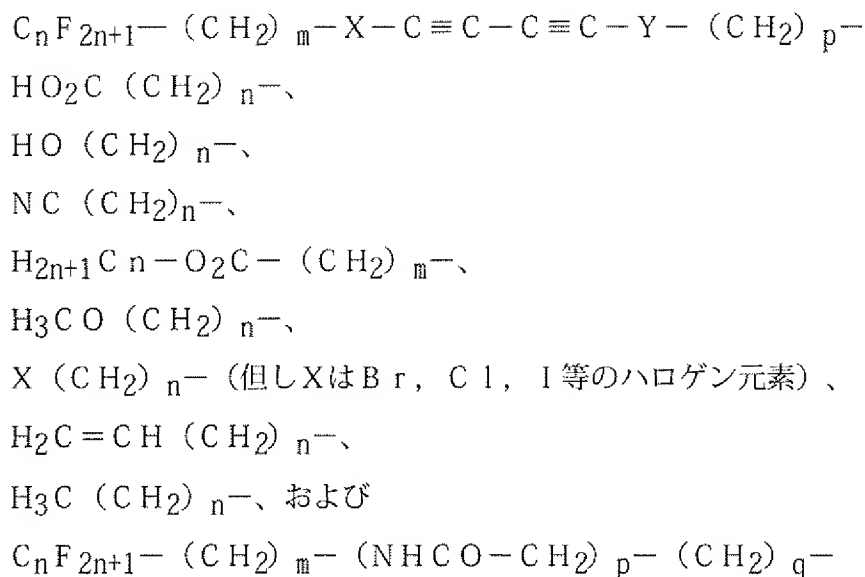 CnF2n+1−(CH2)m−X−C≡C−C≡C−Y−(CH2)p−
HO2C(CH2)n−、
HO(CH2)n−、
NC(CH2)n−、
H2n+1Cn−O2C−(CH2)m−、
H3CO(CH2)n−、
X(CH2)n−(但しXはBr,Cl,I等のハロゲン元素)、
H2C=CH(CH2)n−、
H3C(CH2)n−、および
CnF2n+1−(CH2)m−(NHCO−CH2)p−(CH2)q−